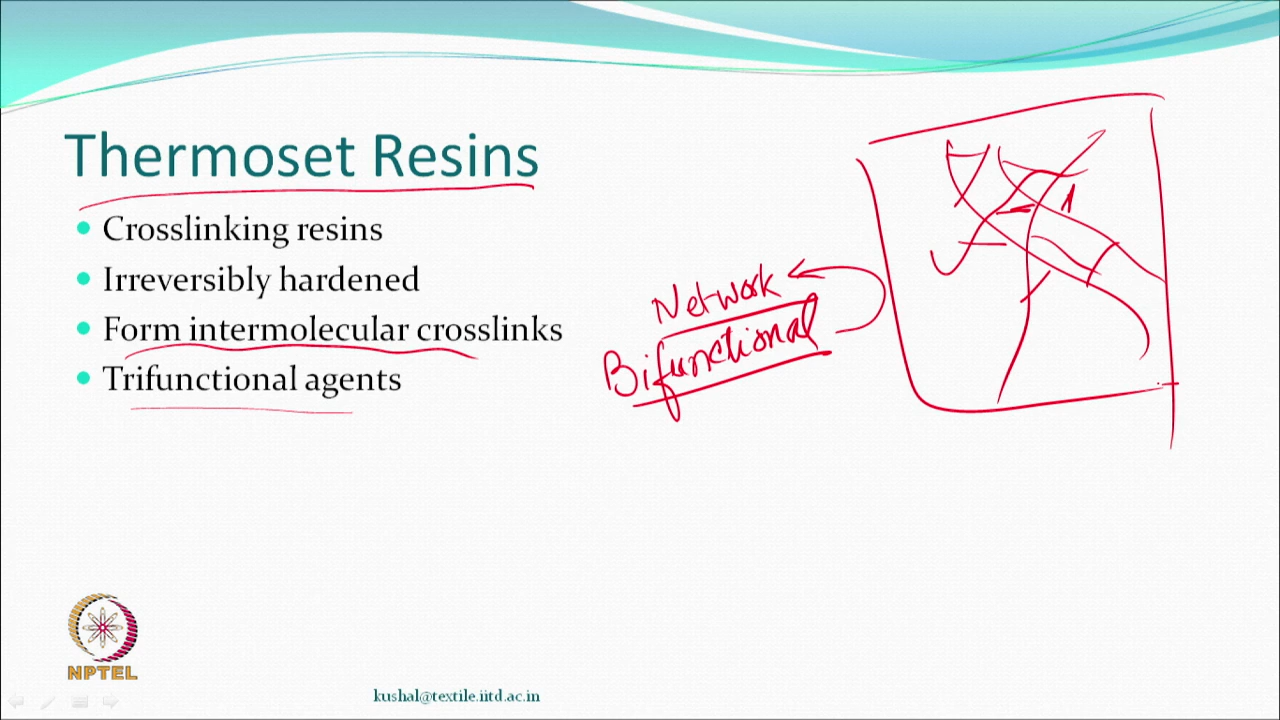 Thermoset Resins
Crosslinking resins
Irreversibly hardened
Form intermolecular crosslinks
Trifunctional agents
Network
Bifunctional
NPTEL
kushal@textile.iitd.ac.in